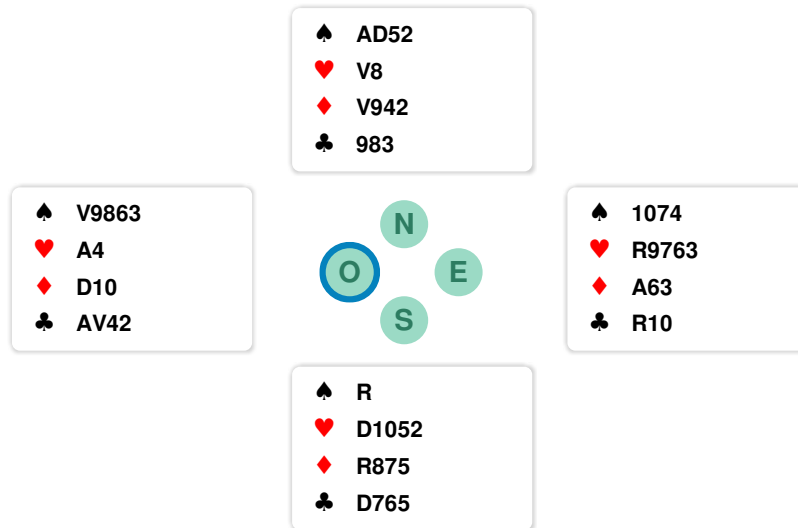 ♠ AD52
♥ V8
♦ V942
♣ 983
♠ V9863
♥ A4
♦ D10
♣ AV42
N
O E
S
♠ 1074
♥ R9763
♦ A63
♣ R10
♠ R
♥ D1052
♦ R875
♣ D765